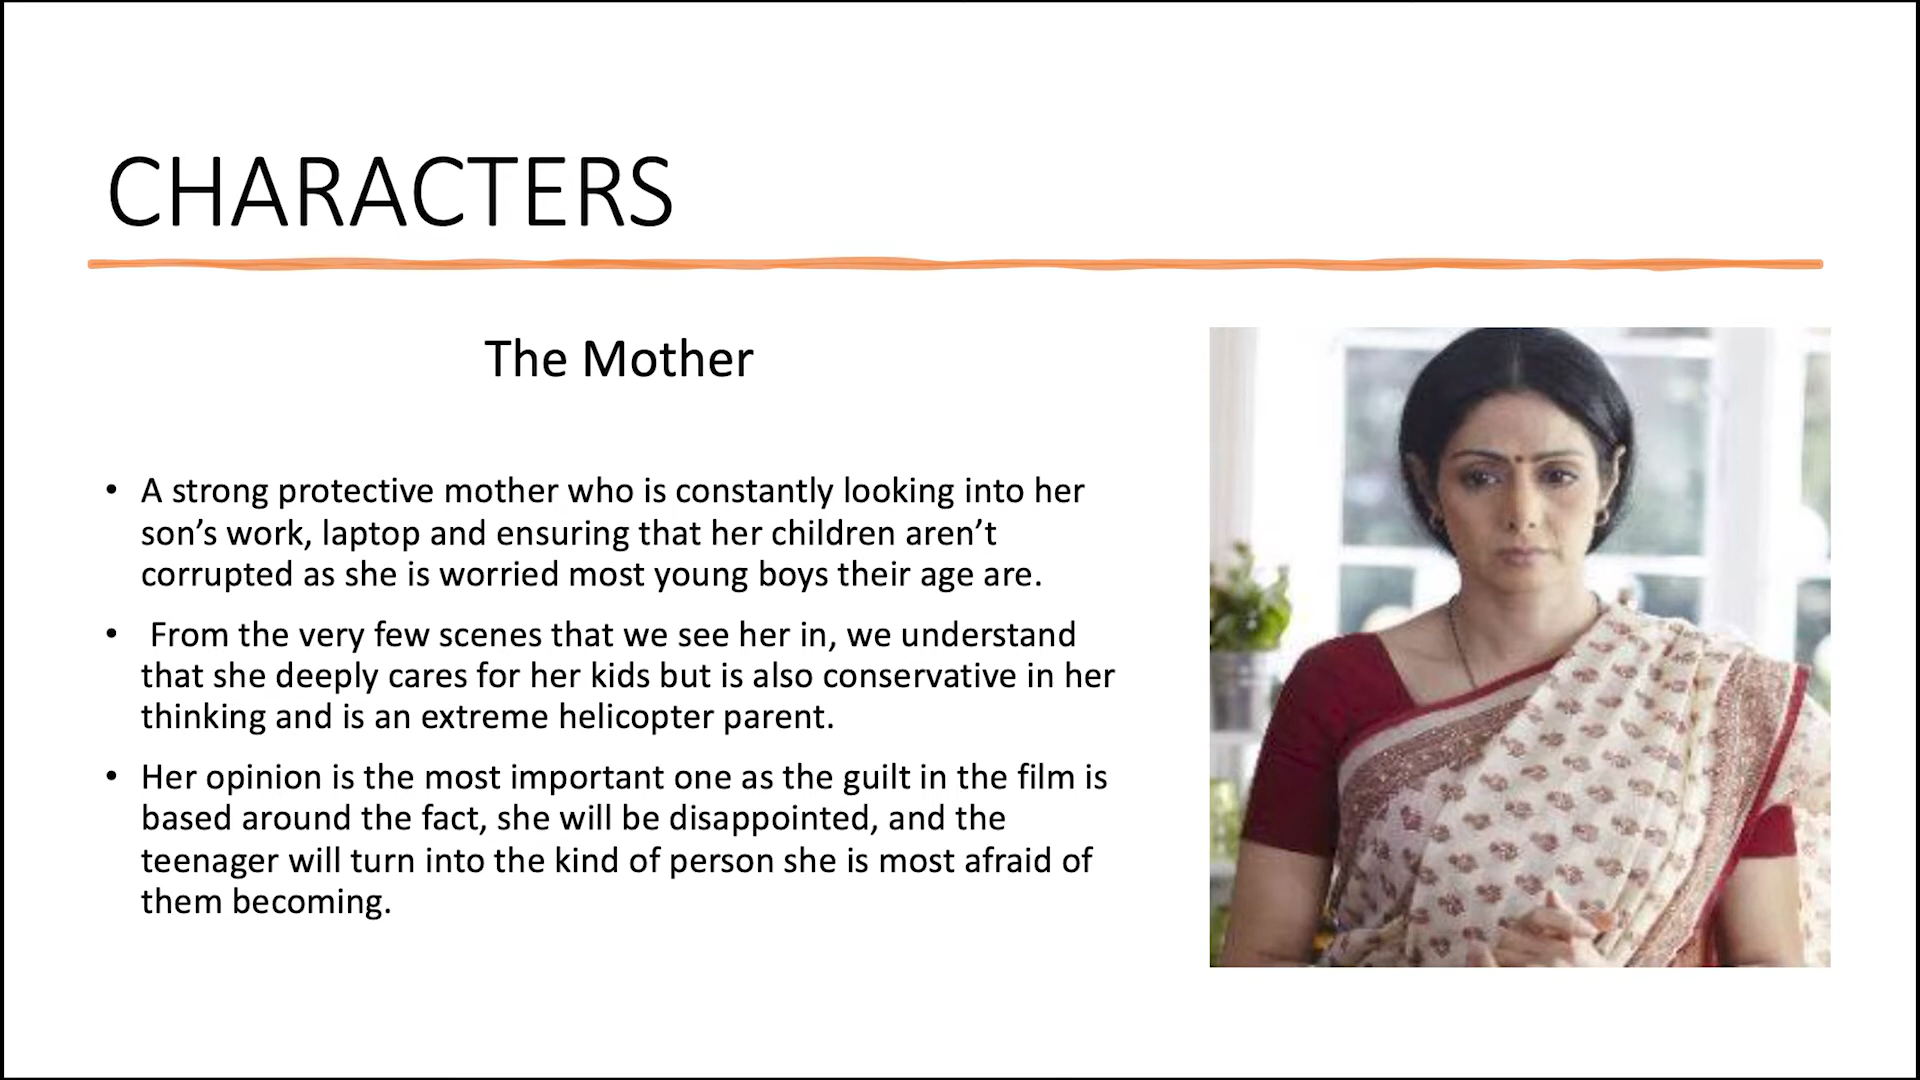 CHARACTERS
The Mother
• A strong protective mother who is constantly looking into her
son’s work, laptop and ensuring that her children aren’t
corrupted as she is worried most young boys their age are.
• From the very few scenes that we see her in, we understand
that she deeply cares for her kids but is also conservative in her
thinking and is an extreme helicopter parent.
• Her opinion is the most important one as the guilt in the film is
based around the fact, she will be disappointed, and the
teenager will turn into the kind of person she is most afraid of
them becoming.